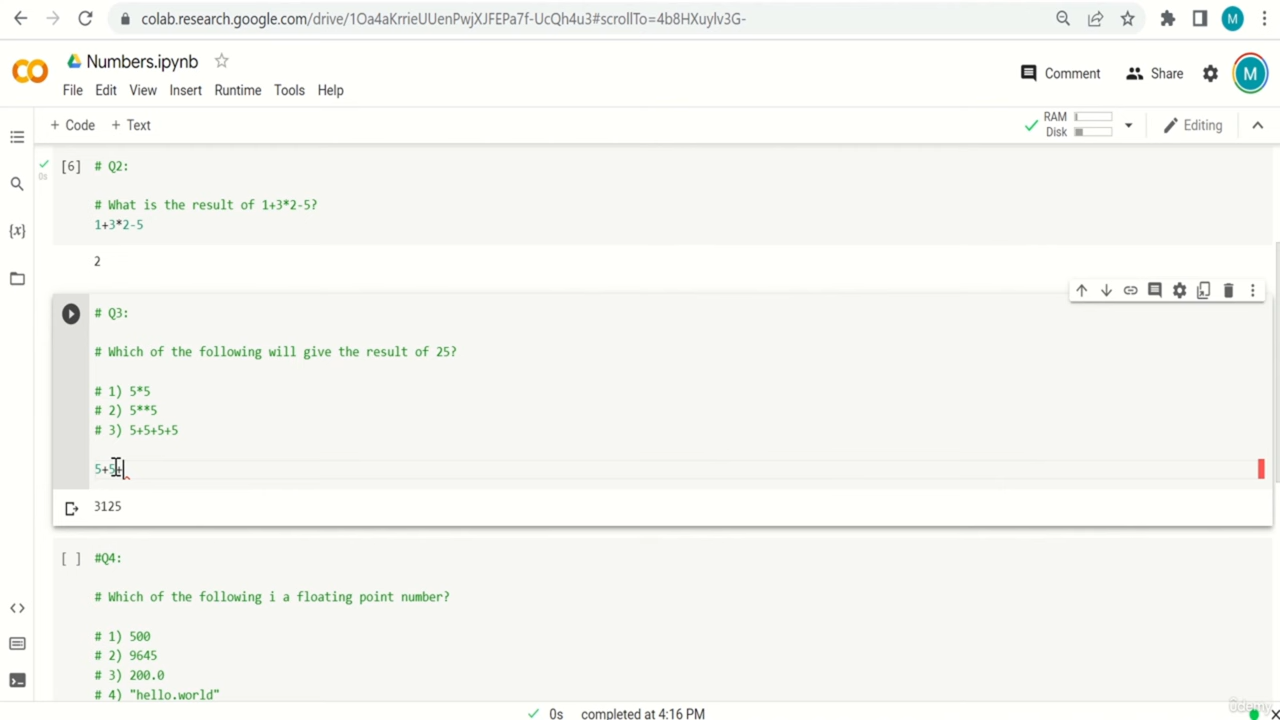 colab.research.google.com/drive/1Oa4aKrrieUUenPwjXJFEPa7f-UcQh4u3#scrollTo=4b8HXuylv3G-
M
CO
Numbers.ipynb
File Edit View Insert Runtime Tools Help
Comment
Share
M
+ Code + Text
RAM
Disk
Editing
[6] # Q2:
0s
# What is the result of 1+3*2-5?
1+3*2-5
2
{x}
# Q3:
# Which of the following will give the result of 25?
# 1) 5*5
# 2) 5**5
# 3) 5+5+5+5
5+5+
3125
[ ] #Q4:
# Which of the following i a floating point number?
# 1) 500
# 2) 9645
# 3) 200.0
# 4) "hello.world"
0s completed at 4:16 PM
ûdemy